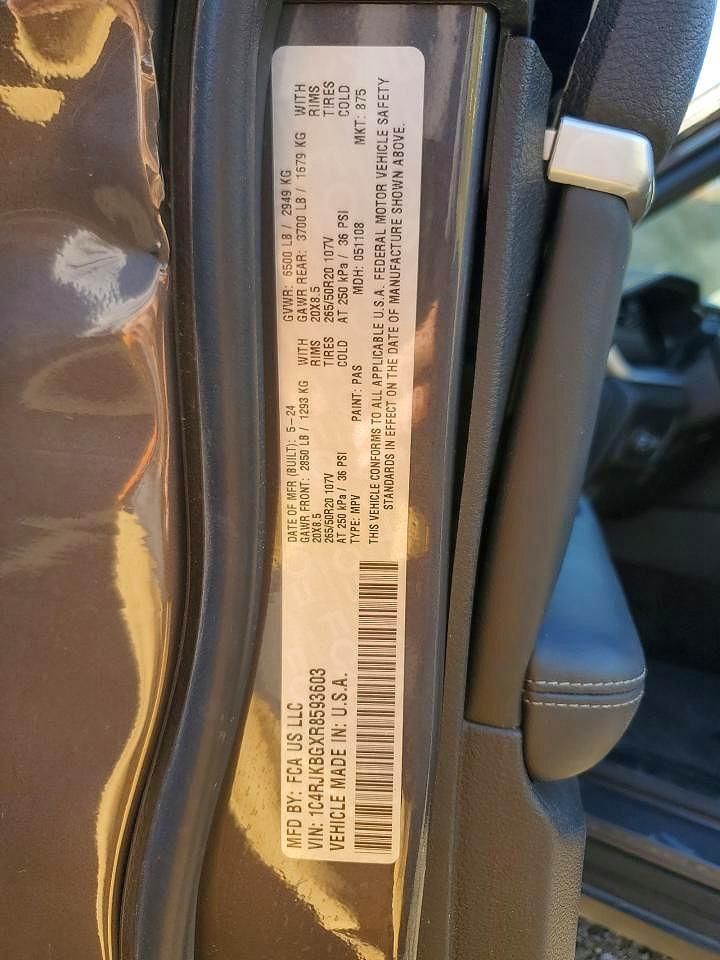 MFD BY: FCA US LLC
VIN: 1C4RJKBGXR8593603
VEHICLE MADE IN: U.S.A.
DATE OF MFR (BUILT): 5-24
GVWR: 6500 LB / 2949 KG
GAWR FRONT: 2850 LB / 1293 KG WITH
GAWR REAR: 3700 LB / 1679 KG WITH
20X8.5 RIMS
20X8.5 RIMS
265/50R20 107V TIRES
265/50R20 107V TIRES
AT 250 kPa / 36 PSI COLD
AT 250 kPa / 36 PSI COLD
TYPE: MPV PAINT: PAS MDH: 051108 MKT: 875
THIS VEHICLE CONFORMS TO ALL APPLICABLE U.S.A. FEDERAL MOTOR VEHICLE SAFETY
STANDARDS IN EFFECT ON THE DATE OF MANUFACTURE SHOWN ABOVE.